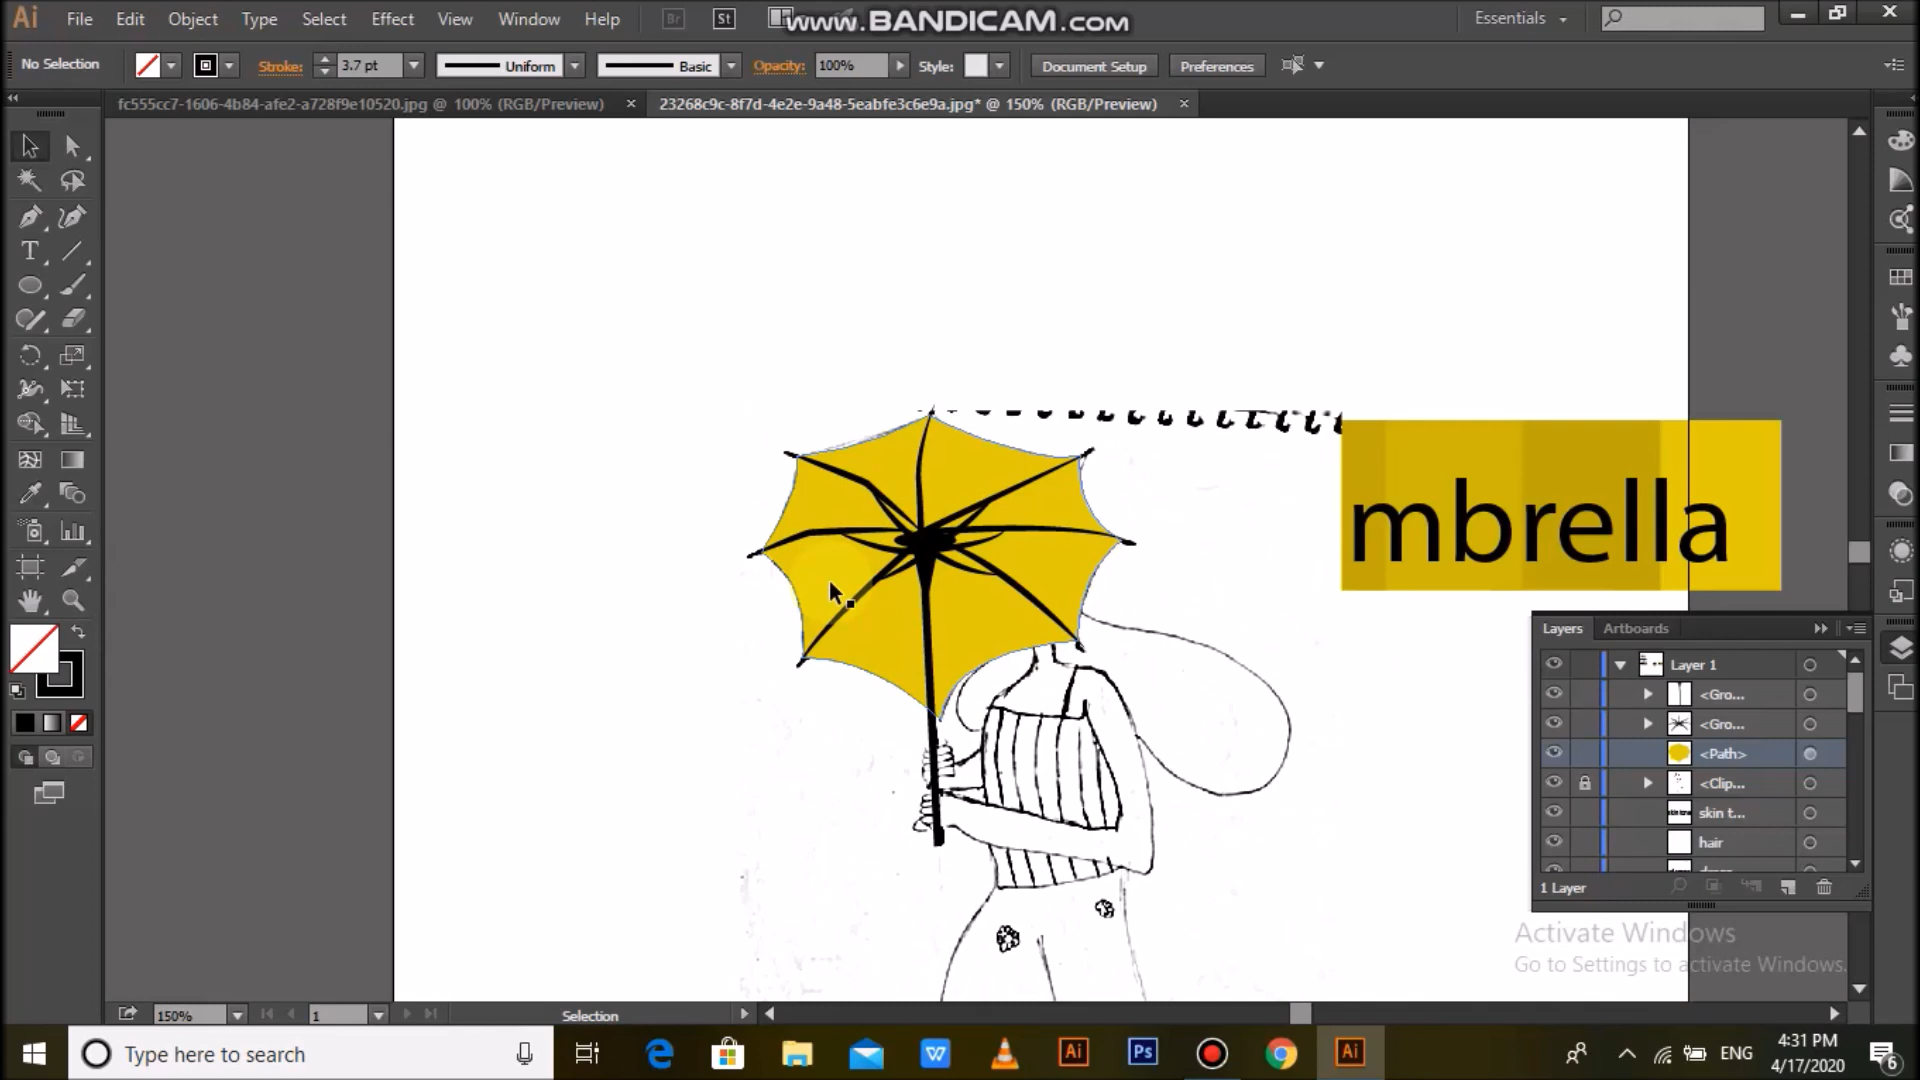 Ai File Edit Object Type Select Effect View Window Help Br St www.BANDICAM.com Essentials
No Selection Stroke: 3.7 pt Uniform Basic Opacity: 100% Style: Document Setup Preferences
fc555cc7-1606-4b84-afe2-a728f9e10520.jpg @ 100% (RGB/Preview) 23268c9c-8f7d-4e2e-9a48-5eabfe3c6e9a.jpg* @ 150% (RGB/Preview)
mbrella
Layers Artboards
Layer 1
<Gro...
<Gro...
<Path>
<Clip...
skin t...
hair
1 Layer
Activate Windows
Go to Settings to activate Windows.
150% 1 Selection
Type here to search Ai Ps Ai ENG 4:31 PM
4/17/2020 6